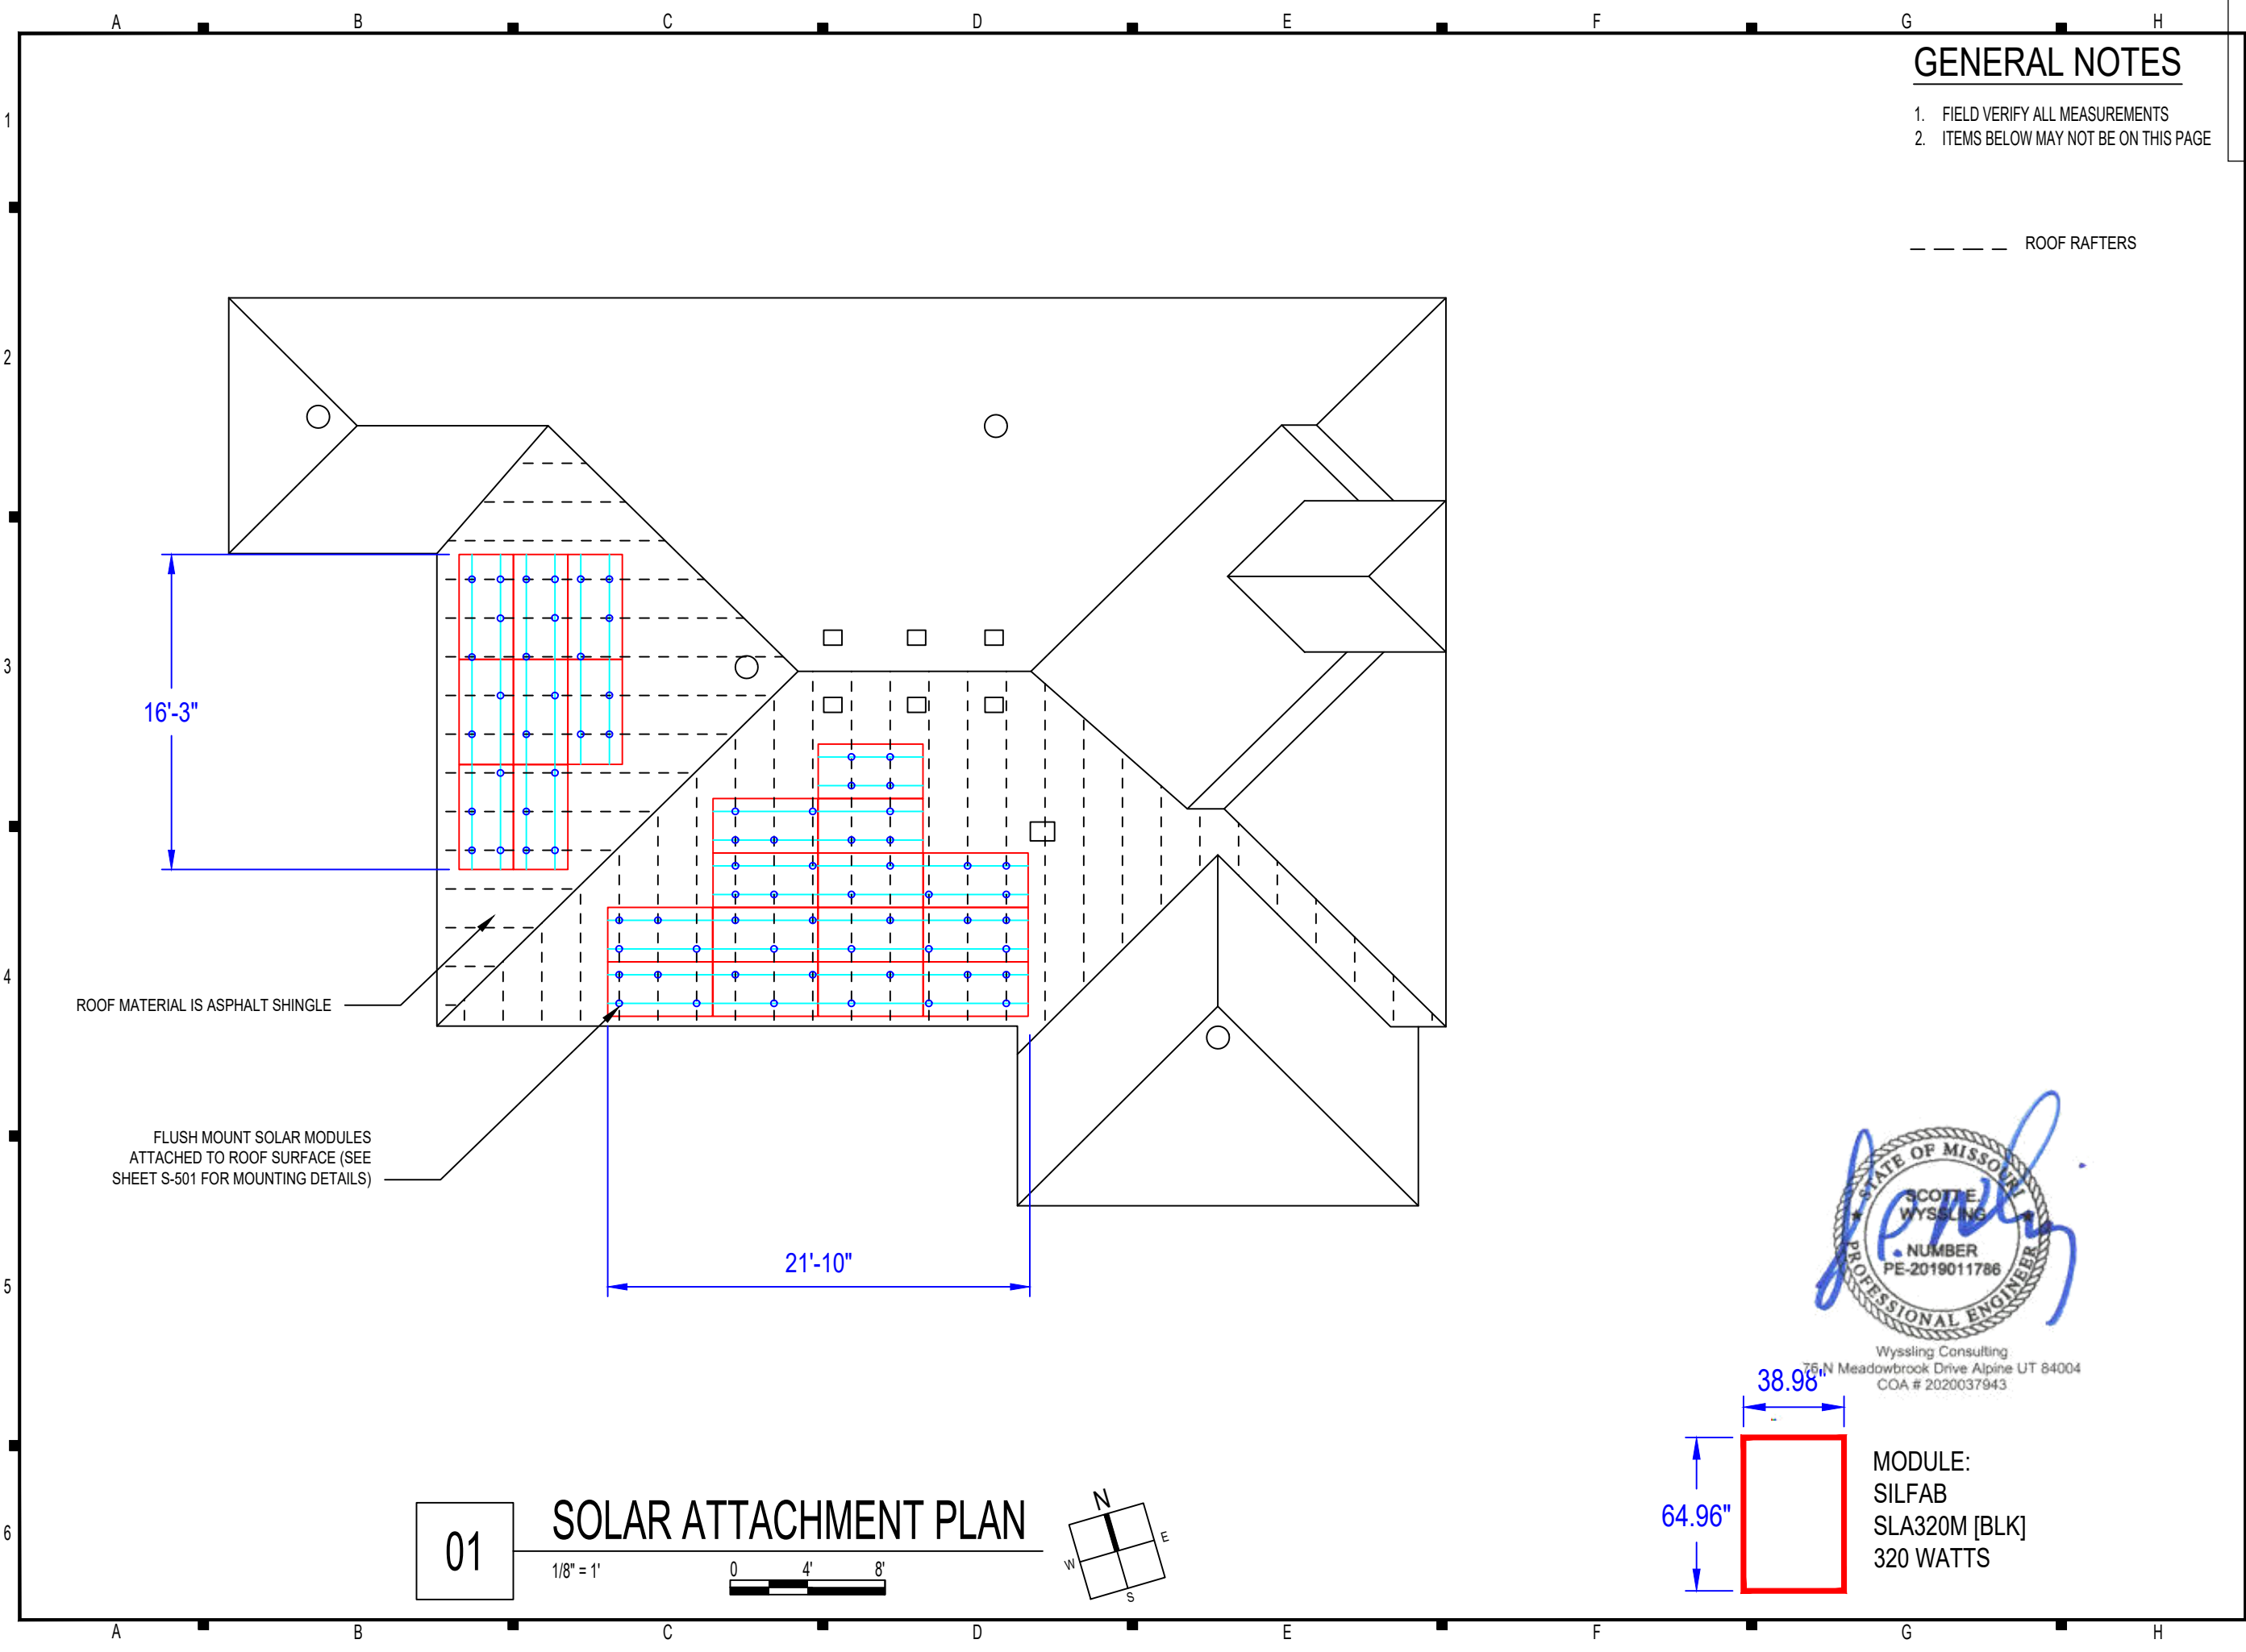 A B C D E F G H
GENERAL NOTES
1. FIELD VERIFY ALL MEASUREMENTS
2. ITEMS BELOW MAY NOT BE ON THIS PAGE
ROOF RAFTERS
1
2
3
4
5
6
16'-3"
ROOF MATERIAL IS ASPHALT SHINGLE
FLUSH MOUNT SOLAR MODULES
ATTACHED TO ROOF SURFACE (SEE
SHEET S-501 FOR MOUNTING DETAILS)
21'-10"
STATE OF MISSOURI
SCOTT E.
WYSSLING
NUMBER
PE-2019011786
PROFESSIONAL ENGINEER
Wyssling Consulting
76 N Meadowbrook Drive Alpine UT 84004
COA # 2020037943
38.98"
64.96"
MODULE:
SILFAB
SLA320M [BLK]
320 WATTS
01
SOLAR ATTACHMENT PLAN
1/8" = 1'
0 4' 8'
N
E
W
S
A B C D E F G H